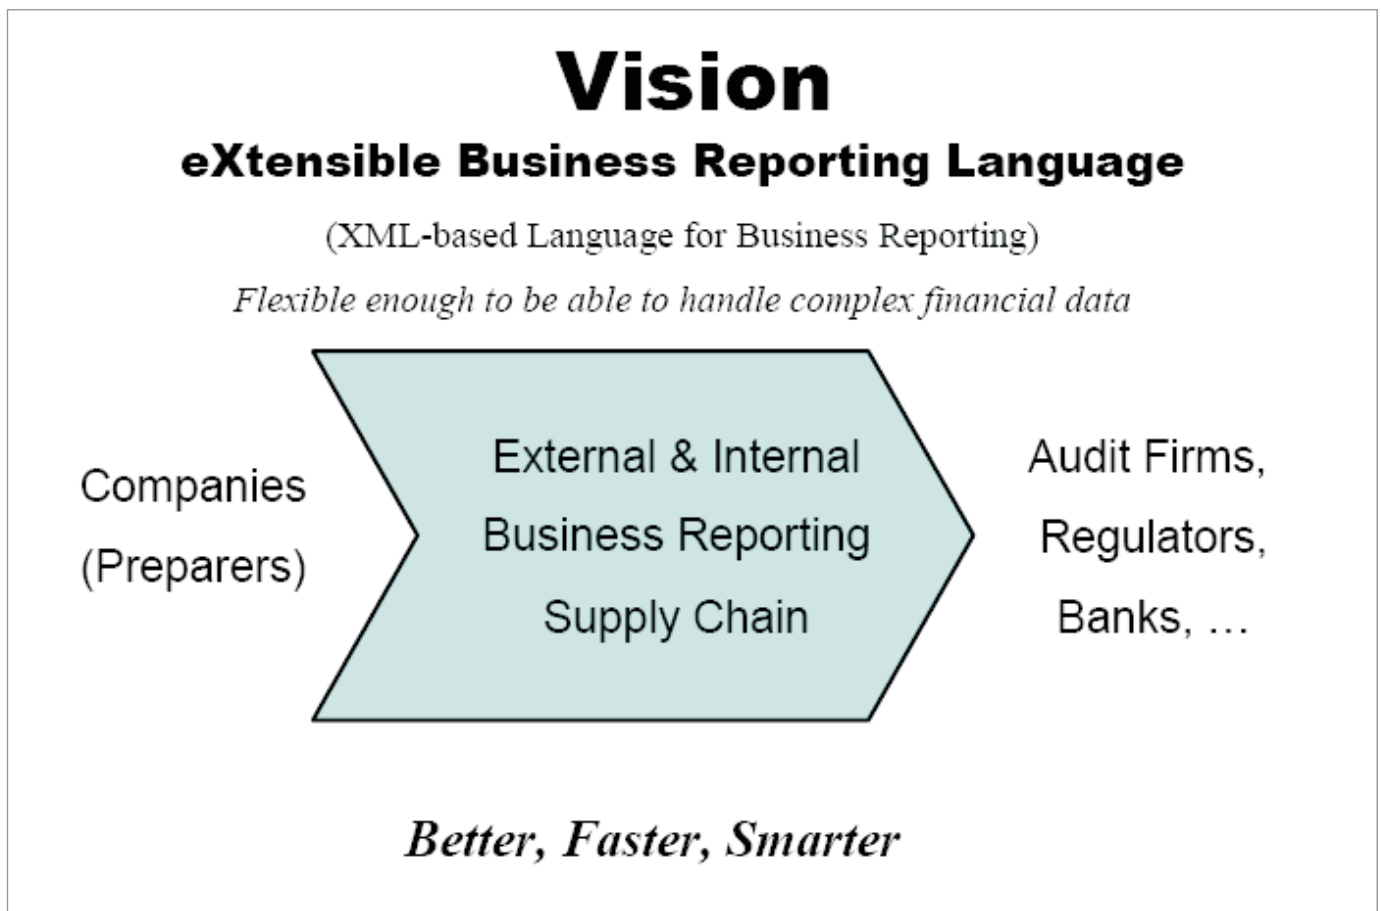 Vision
eXtensible Business Reporting Language
(XML-based Language for Business Reporting)
Flexible enough to be able to handle complex financial data
Companies
(Preparers)
External & Internal
Business Reporting
Supply Chain
Audit Firms,
Regulators,
Banks, …
Better, Faster, Smarter